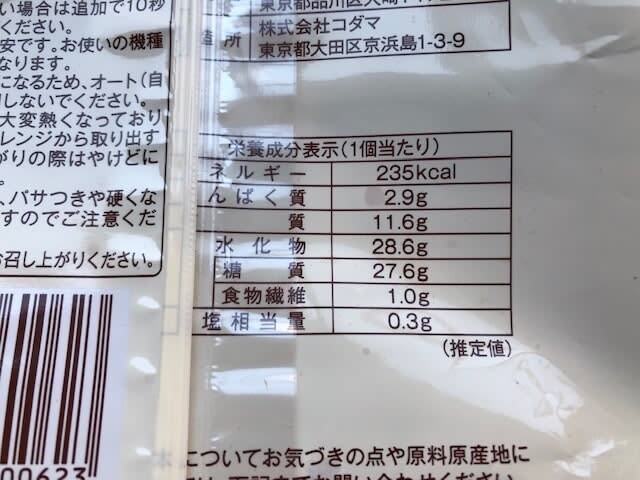 い場合は追加で10秒
ください。
安です。お使いの機種
なります。
になるため、オート(自
しないでください。
大変熱くなっており
レンジから取り出す
がりの際はやけどに
、パサつきや硬くな
すのでご注意くだ
お召し上がりください。
東京都品川区大崎
造所 株式会社コダマ
東京都大田区京浜島1-3-9
栄養成分表示(1個当たり)
ネルギー 235kcal
んぱく質 2.9g
質 11.6g
水化物 28.6g
糖質 27.6g
食物繊維 1.0g
塩相当量 0.3g
(推定値)
00623
についてお気づきの点や原料原産地に